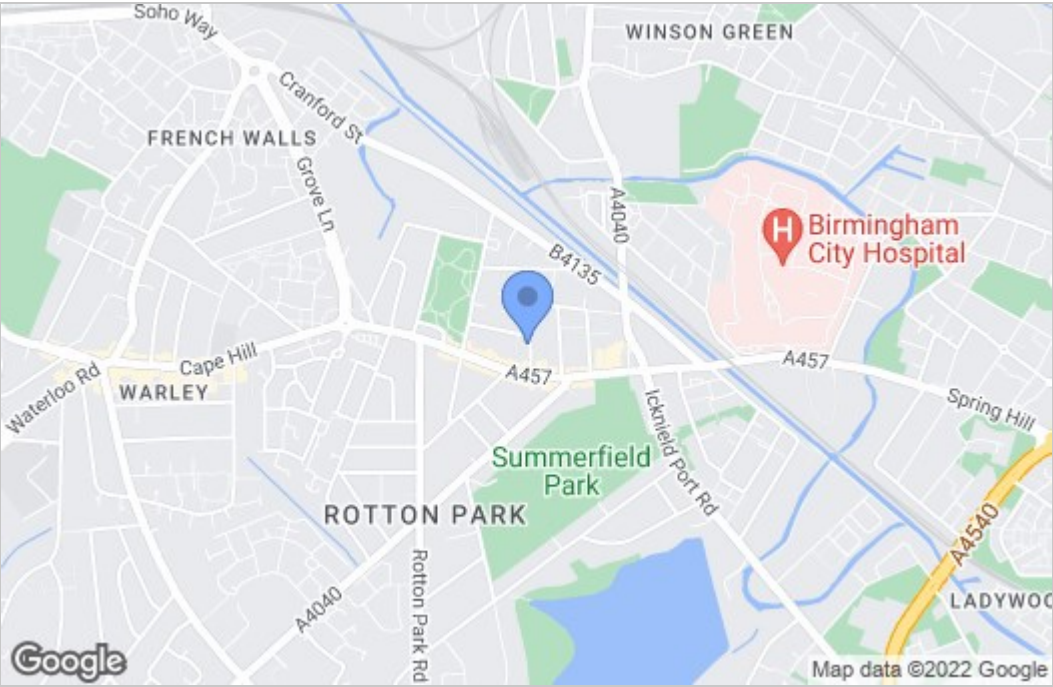 Soho Way
WINSON GREEN
Cranford St
FRENCH WALLS
Grove Ln
A4040
H
Birmingham
City Hospital
B4135
Cape Hill
A457
A457
Waterloo Rd
WARLEY
Icknield Port Rd
Spring Hill
Summerfield
Park
ROTTON PARK
A4540
Rotton Park Rd
A4040
LADYWOO
Google
Map data ©2022 Google